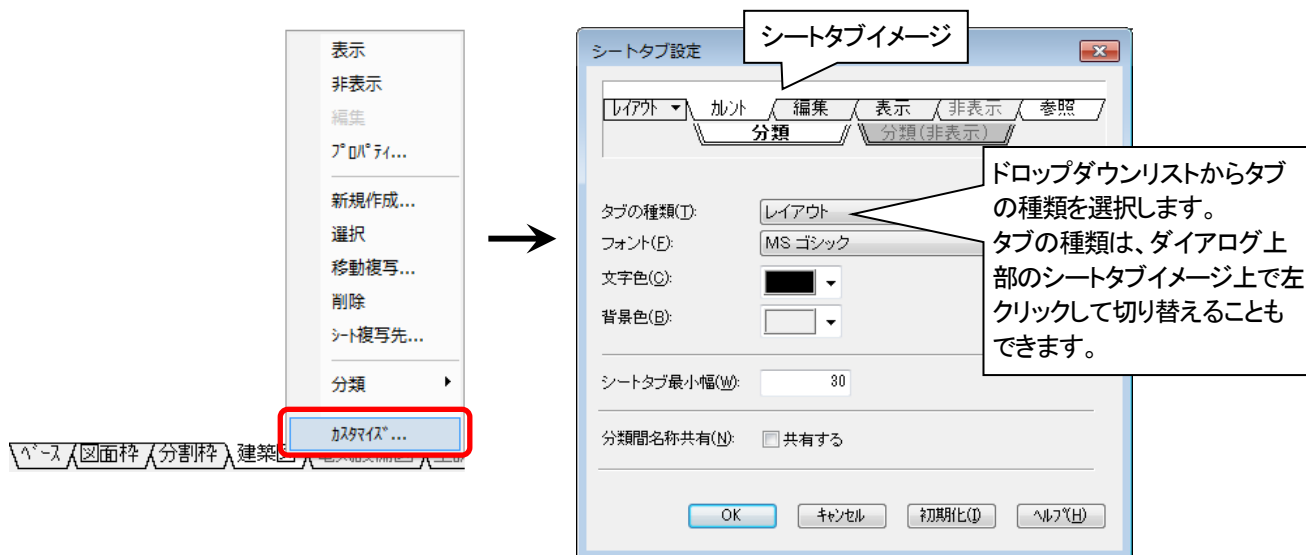 表示
非表示
編集
ﾌﾟﾛﾊﾟﾃｨ...
新規作成...
選択
移動複写...
削除
ｼｰﾄ複写先...
分類
ｶｽﾀﾏｲｽﾞ...
ﾍﾞｰｽ 図面枠 分割枠 建築図
シートタブイメージ
シートタブ設定
ﾚｲｱｳﾄ ｶﾚﾝﾄ 編集 表示 非表示 参照
分類 分類(非表示)
ドロップダウンリストからタブ
の種類を選択します。
タブの種類は、ダイアログ上
部のシートタブイメージ上で左
クリックして切り替えることも
できます。
タブの種類(T): レイアウト
フォント(F): MS ゴシック
文字色(C):
背景色(B):
シートタブ最小幅(W): 30
分類間名称共有(N): 共有する
OK ｷｬﾝｾﾙ 初期化(I) ﾍﾙﾌﾟ(H)